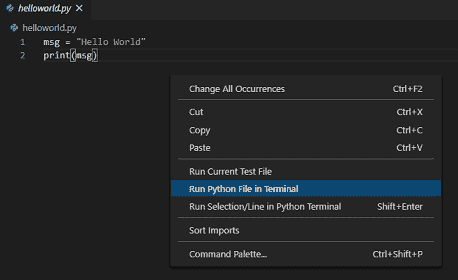 helloworld.py ×
helloworld.py
1 msg = "Hello World"
2 print(msg)
Change All Occurrences Ctrl+F2
Cut Ctrl+X
Copy Ctrl+C
Paste Ctrl+V
Run Current Test File
Run Python File in Terminal
Run Selection/Line in Python Terminal Shift+Enter
Sort Imports
Command Palette... Ctrl+Shift+P